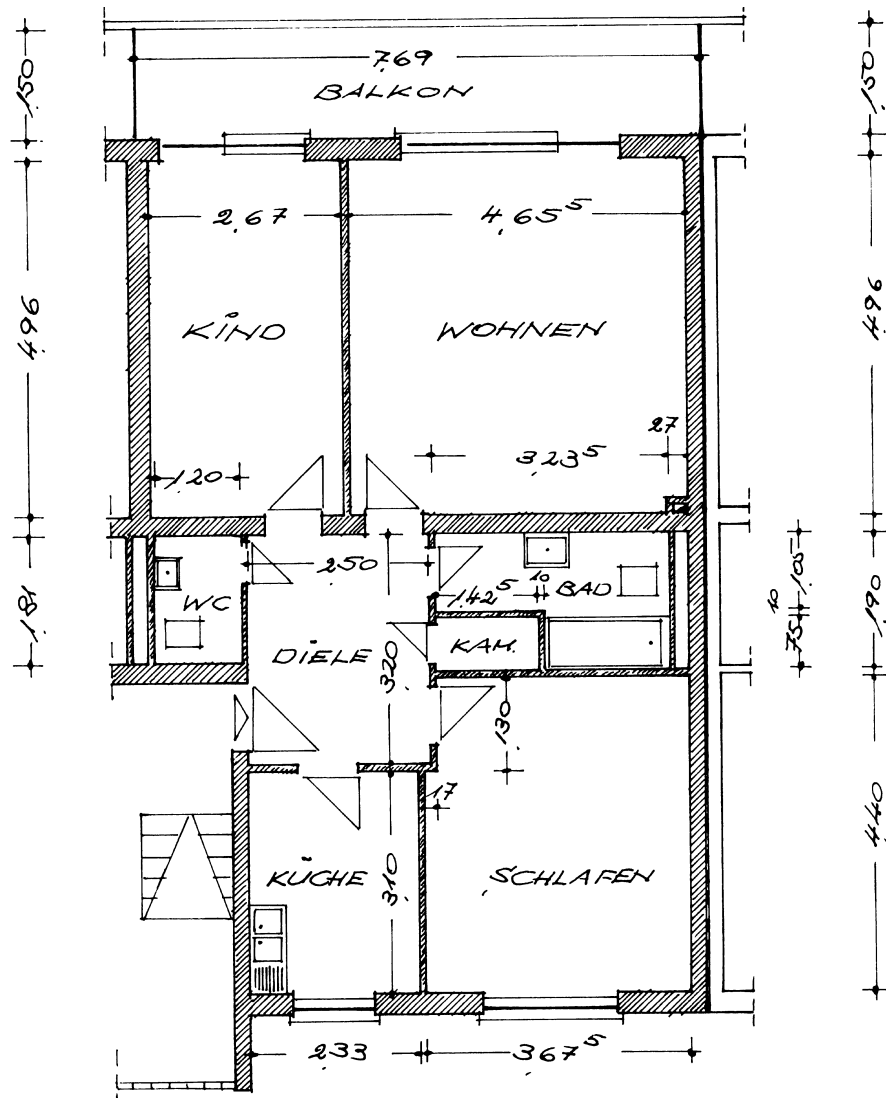 7,69
BALKON
1,50
1,50
2,67
4,65⁵
4,96
KIND
WOHNEN
4,96
27
1,20
3,23⁵
2,50
1,42⁵
10
BAD
WC
1,81
DIELE
3,20
KAM.
10
1,05
75
1,90
1,30
17
KÜCHE
3,10
SCHLAFEN
4,40
2,33
3,67⁵